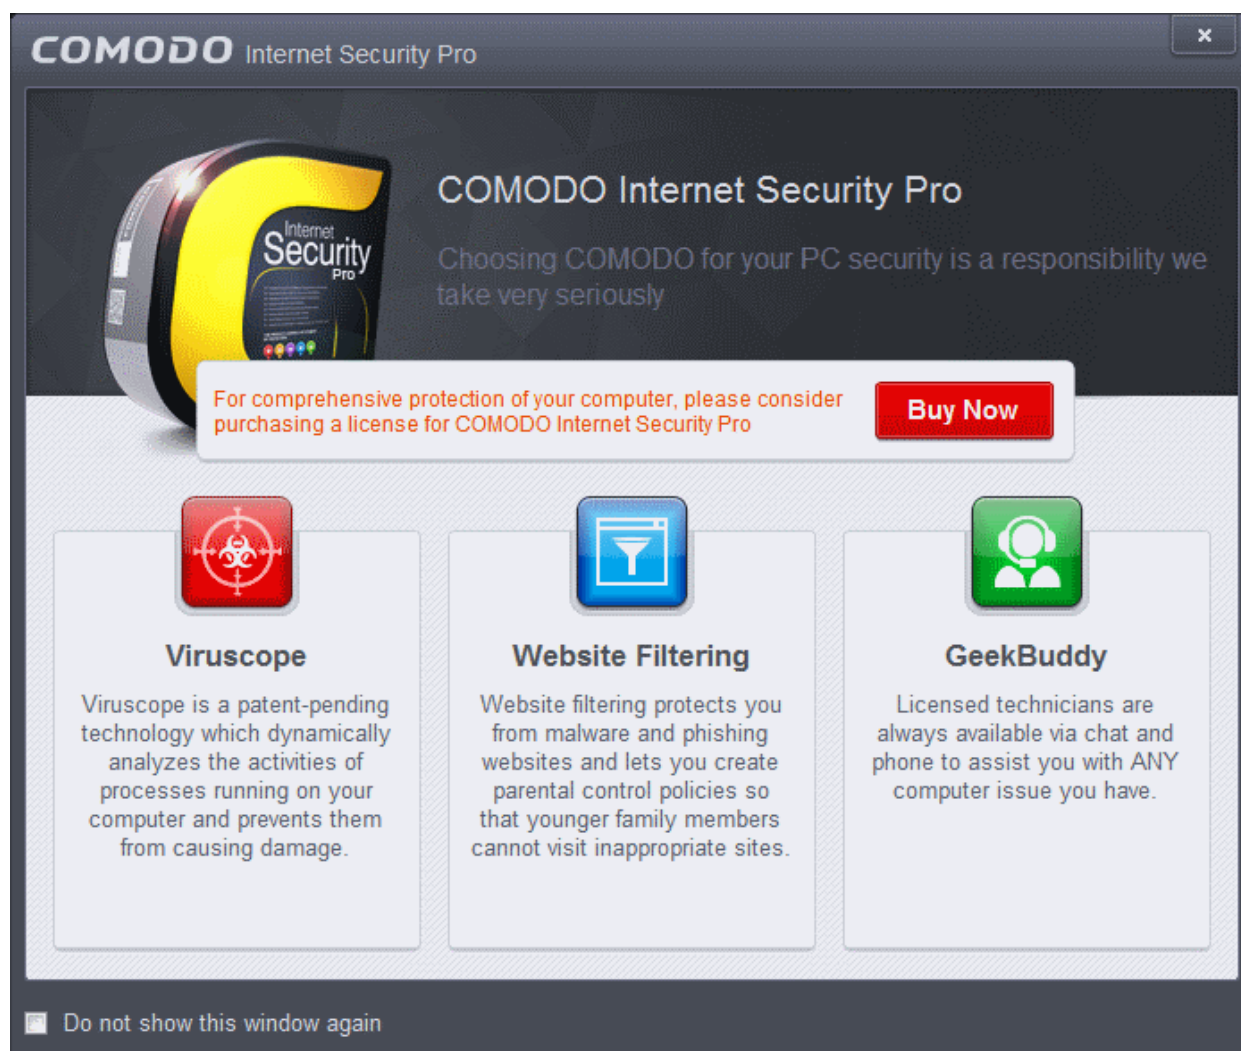 COMODO Internet Security Pro
COMODO Internet Security Pro
Choosing COMODO for your PC security is a responsibility we
take very seriously
Internet
Security
Pro
For comprehensive protection of your computer, please consider
purchasing a license for COMODO Internet Security Pro
Buy Now
Viruscope
Viruscope is a patent-pending
technology which dynamically
analyzes the activities of
processes running on your
computer and prevents them
from causing damage.
Website Filtering
Website filtering protects you
from malware and phishing
websites and lets you create
parental control policies so
that younger family members
cannot visit inappropriate sites.
GeekBuddy
Licensed technicians are
always available via chat and
phone to assist you with ANY
computer issue you have.
Do not show this window again